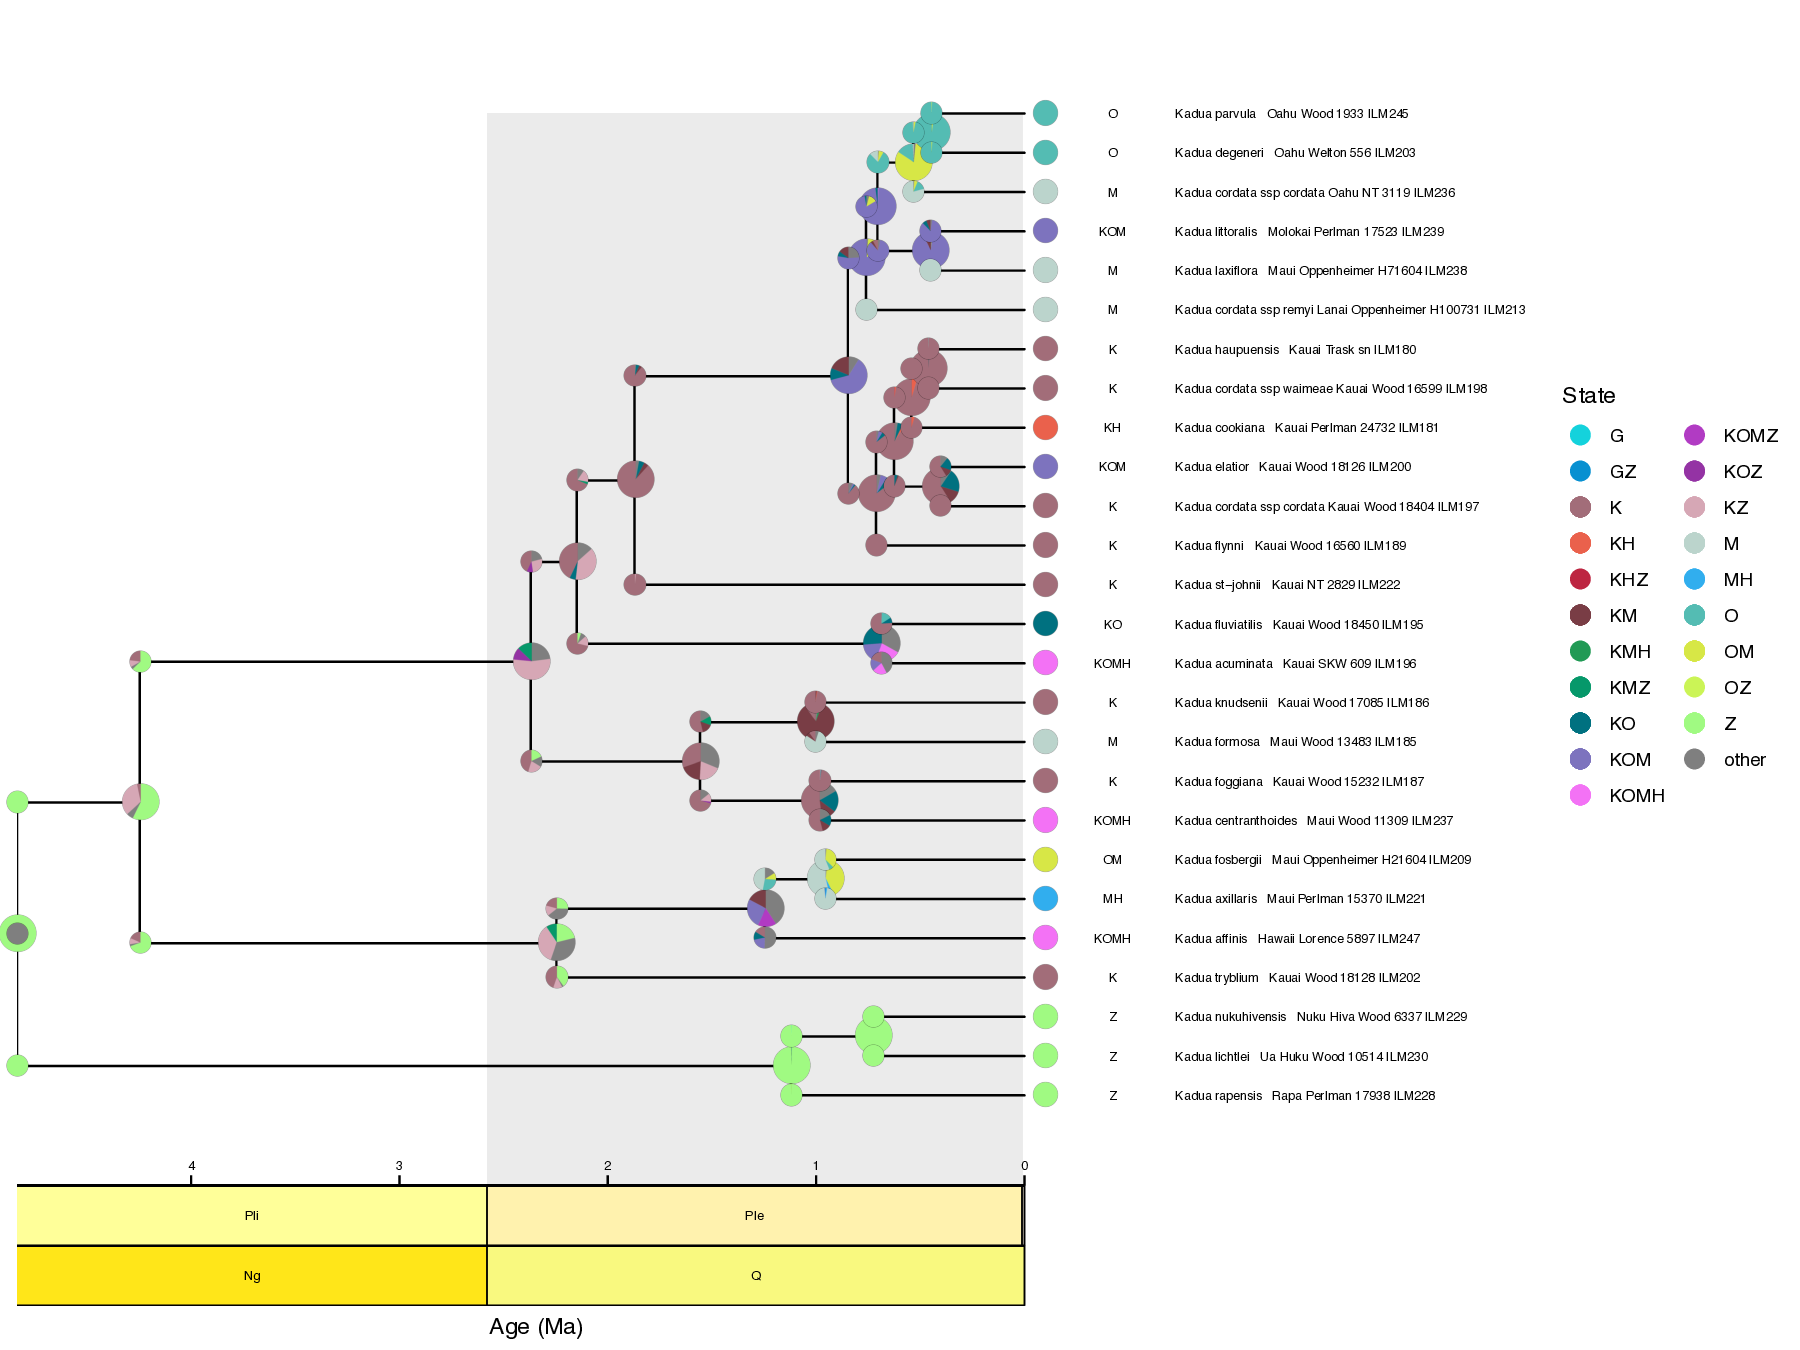 O Kadua parvula Oahu Wood 1933 ILM245
O Kadua degeneri Oahu Welton 556 ILM203
M Kadua cordata ssp cordata Oahu NT 3119 ILM236
KOM Kadua littoralis Molokai Perlman 17523 ILM239
M Kadua laxiflora Maui Oppenheimer H71604 ILM238
M Kadua cordata ssp remyi Lanai Oppenheimer H100731 ILM213
K Kadua haupuensis Kauai Trask sn ILM180
K Kadua cordata ssp waimeae Kauai Wood 16599 ILM198
KH Kadua cookiana Kauai Perlman 24732 ILM181
KOM Kadua elatior Kauai Wood 18126 ILM200
K Kadua cordata ssp cordata Kauai Wood 18404 ILM197
K Kadua flynni Kauai Wood 16560 ILM189
K Kadua st–johnii Kauai NT 2829 ILM222
KO Kadua fluviatilis Kauai Wood 18450 ILM195
KOMH Kadua acuminata Kauai SKW 609 ILM196
K Kadua knudsenii Kauai Wood 17085 ILM186
M Kadua formosa Maui Wood 13483 ILM185
K Kadua foggiana Kauai Wood 15232 ILM187
KOMH Kadua centranthoides Maui Wood 11309 ILM237
OM Kadua fosbergii Maui Oppenheimer H21604 ILM209
MH Kadua axillaris Maui Perlman 15370 ILM221
KOMH Kadua affinis Hawaii Lorence 5897 ILM247
K Kadua tryblium Kauai Wood 18128 ILM202
Z Kadua nukuhivensis Nuku Hiva Wood 6337 ILM229
Z Kadua lichtlei Ua Huku Wood 10514 ILM230
Z Kadua rapensis Rapa Perlman 17938 ILM228
State
G KOMZ
GZ KOZ
K KZ
KH M
KHZ MH
KM O
KMH OM
KMZ OZ
KO Z
KOM other
KOMH
4 3 2 1 0
Pli Ple
Ng Q
Age (Ma)